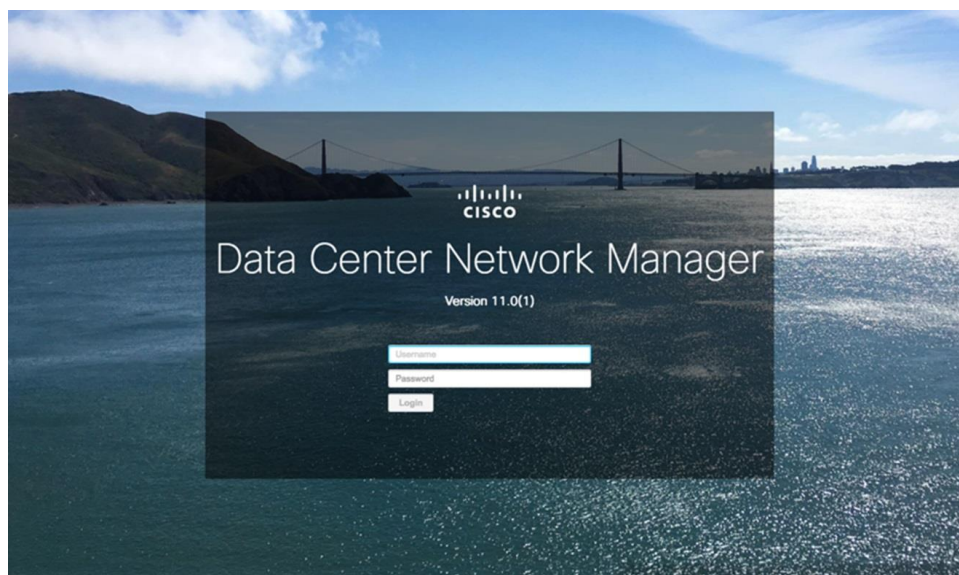 CISCO
Data Center Network Manager
Version 11.0(1)
Username
Password
Login